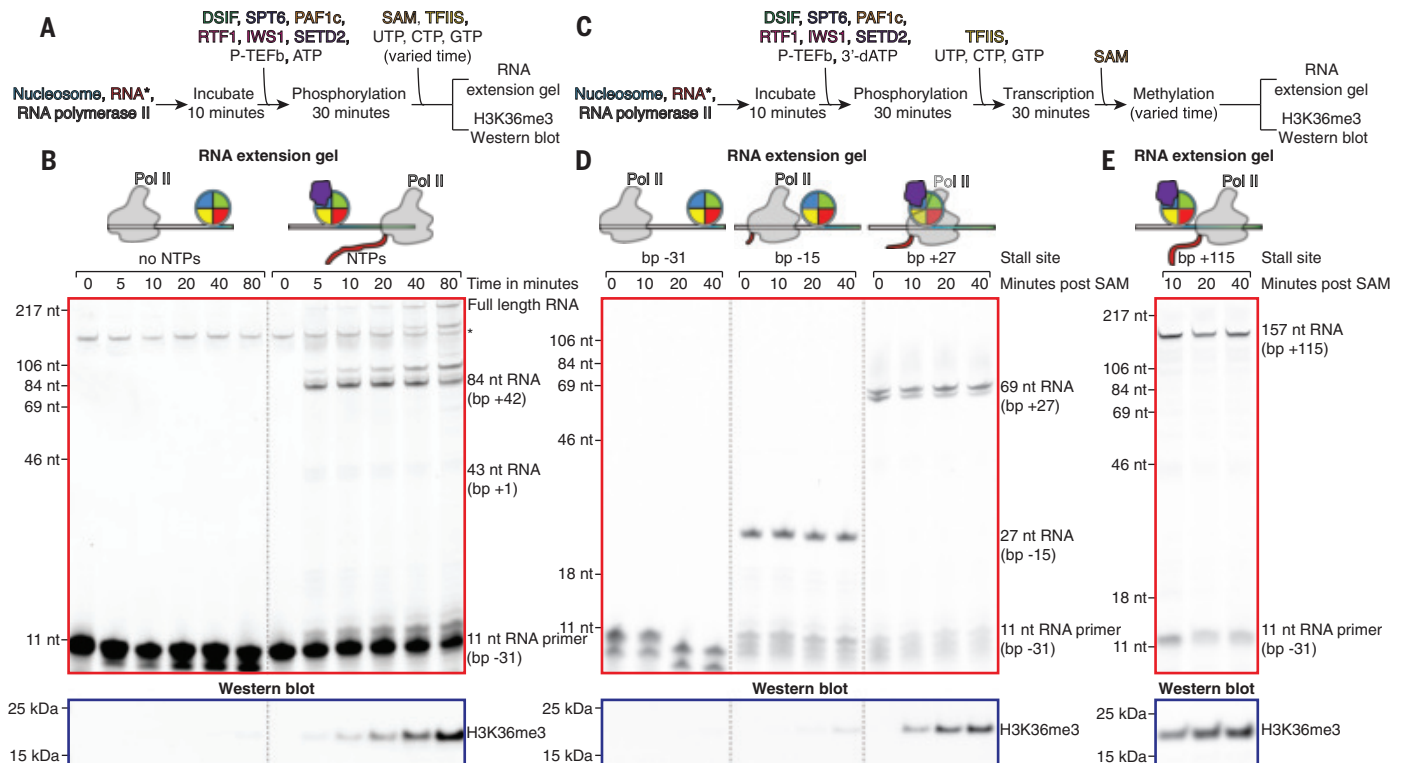 A
DSIF, SPT6, PAF1c,
RTF1, IWS1, SETD2,
P-TEFb, ATP
SAM, TFIIS,
UTP, CTP, GTP
(varied time)
Nucleosome, RNA*,
RNA polymerase II
Incubate
10 minutes
Phosphorylation
30 minutes
RNA
extension gel
H3K36me3
Western blot
C
DSIF, SPT6, PAF1c,
RTF1, IWS1, SETD2,
P-TEFb, 3'-dATP
TFIIS,
UTP, CTP, GTP
SAM
Nucleosome, RNA*,
RNA polymerase II
Incubate
10 minutes
Phosphorylation
30 minutes
Transcription
30 minutes
Methylation
(varied time)
RNA
extension gel
H3K36me3
Western blot
B
RNA extension gel
Pol II
Pol II
no NTPs
NTPs
0 5 10 20 40 80 0 5 10 20 40 80 Time in minutes
217 nt
106 nt
84 nt
69 nt
46 nt
11 nt
Full length RNA
*
84 nt RNA
(bp +42)
43 nt RNA
(bp +1)
11 nt RNA primer
(bp -31)
Western blot
25 kDa
15 kDa
H3K36me3
D
RNA extension gel
Pol II
Pol II
Pol II
bp -31
bp -15
bp +27
Stall site
0 10 20 40 0 10 20 40 0 10 20 40 Minutes post SAM
106 nt
84 nt
69 nt
46 nt
18 nt
11 nt
69 nt RNA
(bp +27)
27 nt RNA
(bp -15)
11 nt RNA primer
(bp -31)
Western blot
25 kDa
15 kDa
H3K36me3
E
RNA extension gel
Pol II
bp +115
Stall site
10 20 40 Minutes post SAM
217 nt
106 nt
84 nt
69 nt
46 nt
18 nt
11 nt
157 nt RNA
(bp +115)
11 nt RNA primer
(bp -31)
Western blot
25 kDa
15 kDa
H3K36me3